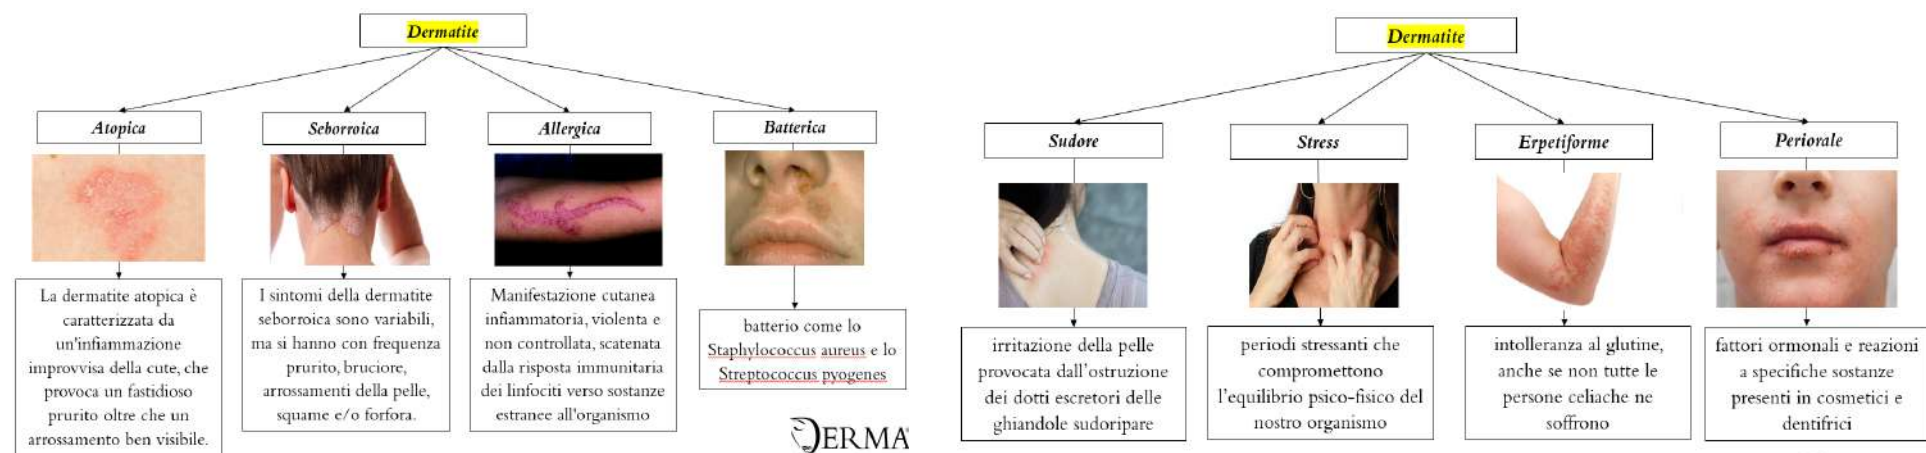 Dermatite
Atopica
Seborroica
Allergica
Batterica
La dermatite atopica è
caratterizzata da
un'infiammazione
improvvisa della cute, che
provoca un fastidioso
prurito oltre che un
arrossamento ben visibile.
I sintomi della dermatite
seborroica sono variabili,
ma si hanno con frequenza
prurito, bruciore,
arrossamenti della pelle,
squame e/o forfora.
Manifestazione cutanea
infiammatoria, violenta e
non controllata, scatenata
dalla risposta immunitaria
dei linfociti verso sostanze
estranee all'organismo
batterio come lo
Staphylococcus aureus e lo
Streptococcus pyogenes
DERMA
Dermatite
Sudore
Stress
Erpetiforme
Periorale
irritazione della pelle
provocata dall'ostruzione
dei dotti escretori delle
ghiandole sudoripare
periodi stressanti che
compromettono
l'equilibrio psico-fisico del
nostro organismo
intolleranza al glutine,
anche se non tutte le
persone celiache ne
soffrono
fattori ormonali e reazioni
a specifiche sostanze
presenti in cosmetici e
dentifrici